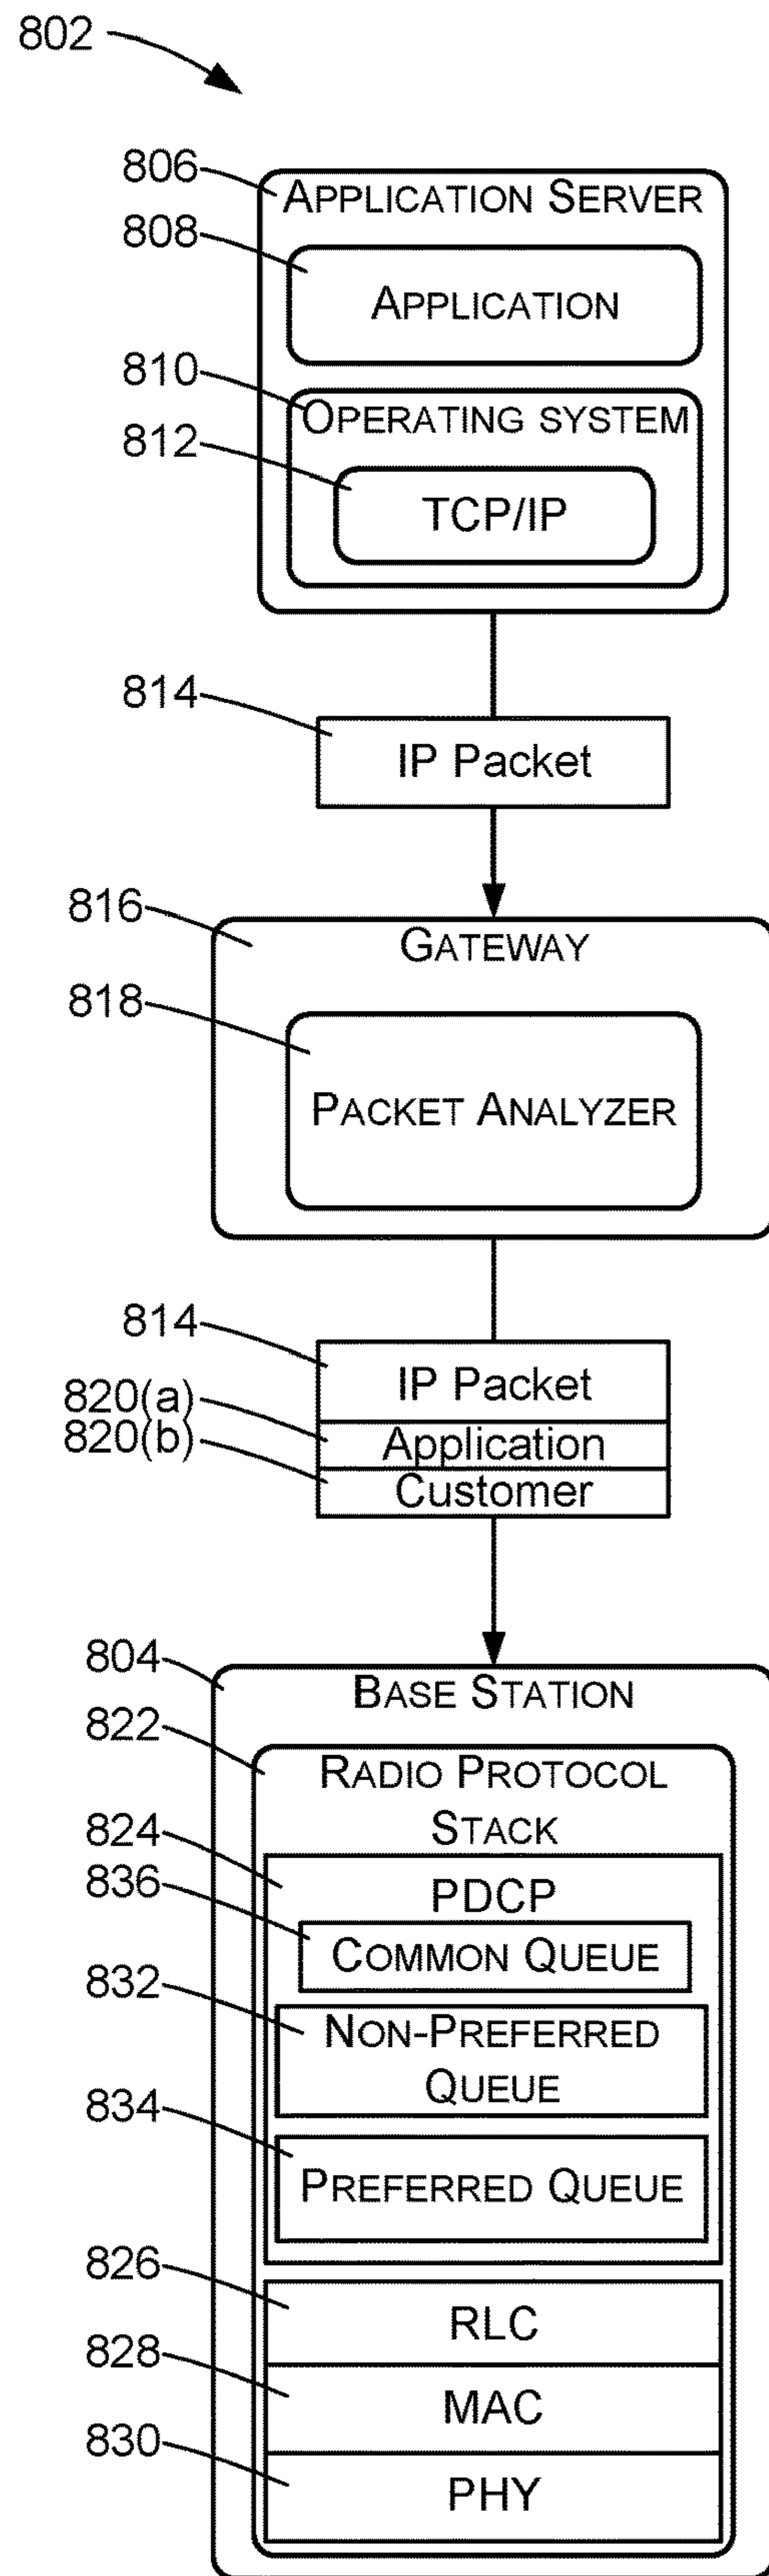 802
806
APPLICATION SERVER
808
APPLICATION
810
OPERATING SYSTEM
812
TCP/IP
814
IP Packet
816
GATEWAY
818
PACKET ANALYZER
814
IP Packet
820(a)
Application
820(b)
Customer
804
BASE STATION
822
RADIO PROTOCOL
STACK
824
PDCP
836
COMMON QUEUE
832
NON-PREFERRED
QUEUE
834
PREFERRED QUEUE
826
RLC
828
MAC
830
PHY